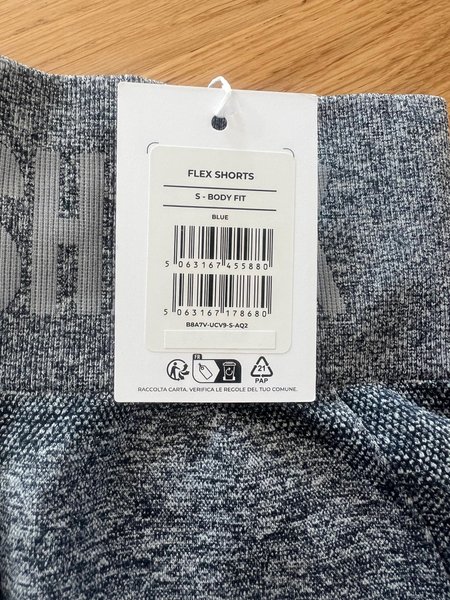 FLEX SHORTS
S - BODY FIT
BLUE
5 063167 455880
5 063167 178680
B8A7V-UCV9-S-AQ2
FR
21
PAP
RACCOLTA CARTA. VERIFICA LE REGOLE DEL TUO COMUNE.